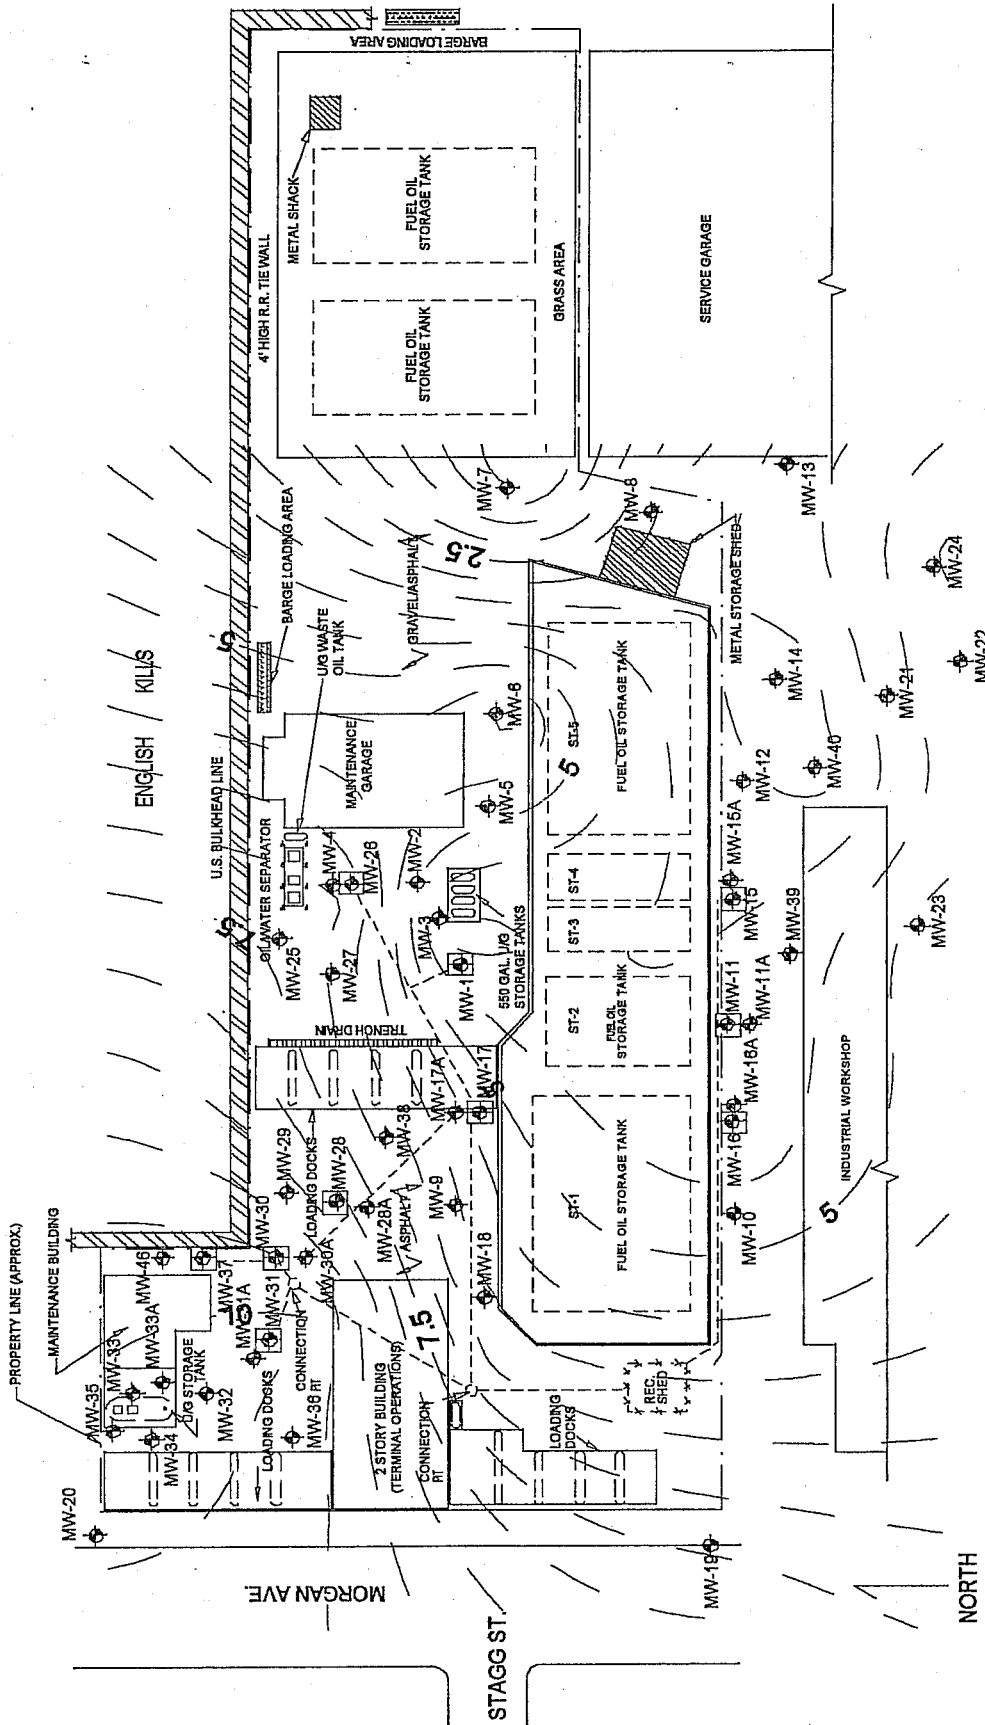 PROPERTY LINE (APPROX.)
MAINTENANCE BUILDING
ENGLISH KILLS
U.S. BULKHEAD LINE
4' HIGH R.R. TIE WALL
BARGE LOADING AREA
METAL SHACK
FUEL OIL
STORAGE TANK
FUEL OIL
STORAGE TANK
GRASS AREA
SERVICE GARAGE
BARGE LOADING AREA
U/G WASTE
OIL TANK
GRAVEL/ASPHALT
OIL/WATER SEPARATOR
MAINTENANCE
GARAGE
TRENCH DRAIN
550 GAL. U/G
STORAGE TANKS
LOADING DOCKS
ASPHALT
U/G STORAGE
TANK
LOADING DOCKS
CONNECTION
PIT
2 STORY BUILDING
(TERMINAL OPERATIONS)
CONNECTION
PIT
LOADING
DOCKS
REC.
SHED
ST-1
FUEL OIL STORAGE TANK
ST-2
FUEL OIL
STORAGE TANK
ST-3
ST-4
ST-5
FUEL OIL STORAGE TANK
METAL STORAGE SHED
INDUSTRIAL WORKSHOP
MW-20
MW-35
MW-34
MW-33
MW-33A
MW-32
MW-46
MW-37
MW-31
MW-36
MW-30
MW-30A
MW-29
MW-28
MW-28A
MW-38
MW-9
MW-18
MW-17A
MW-17
MW-25
MW-27
MW-4
MW-26
MW-2
MW-3
MW-1
MW-5
MW-6
MW-7
MW-8
MW-13
MW-24
MW-22
MW-14
MW-21
MW-12
MW-40
MW-15A
MW-15
MW-39
MW-23
MW-11
MW-11A
MW-16A
MW-16
MW-10
MW-19
10
7.5
7.5
5
5
5
5
2.5
MORGAN AVE.
STAGG ST.
NORTH